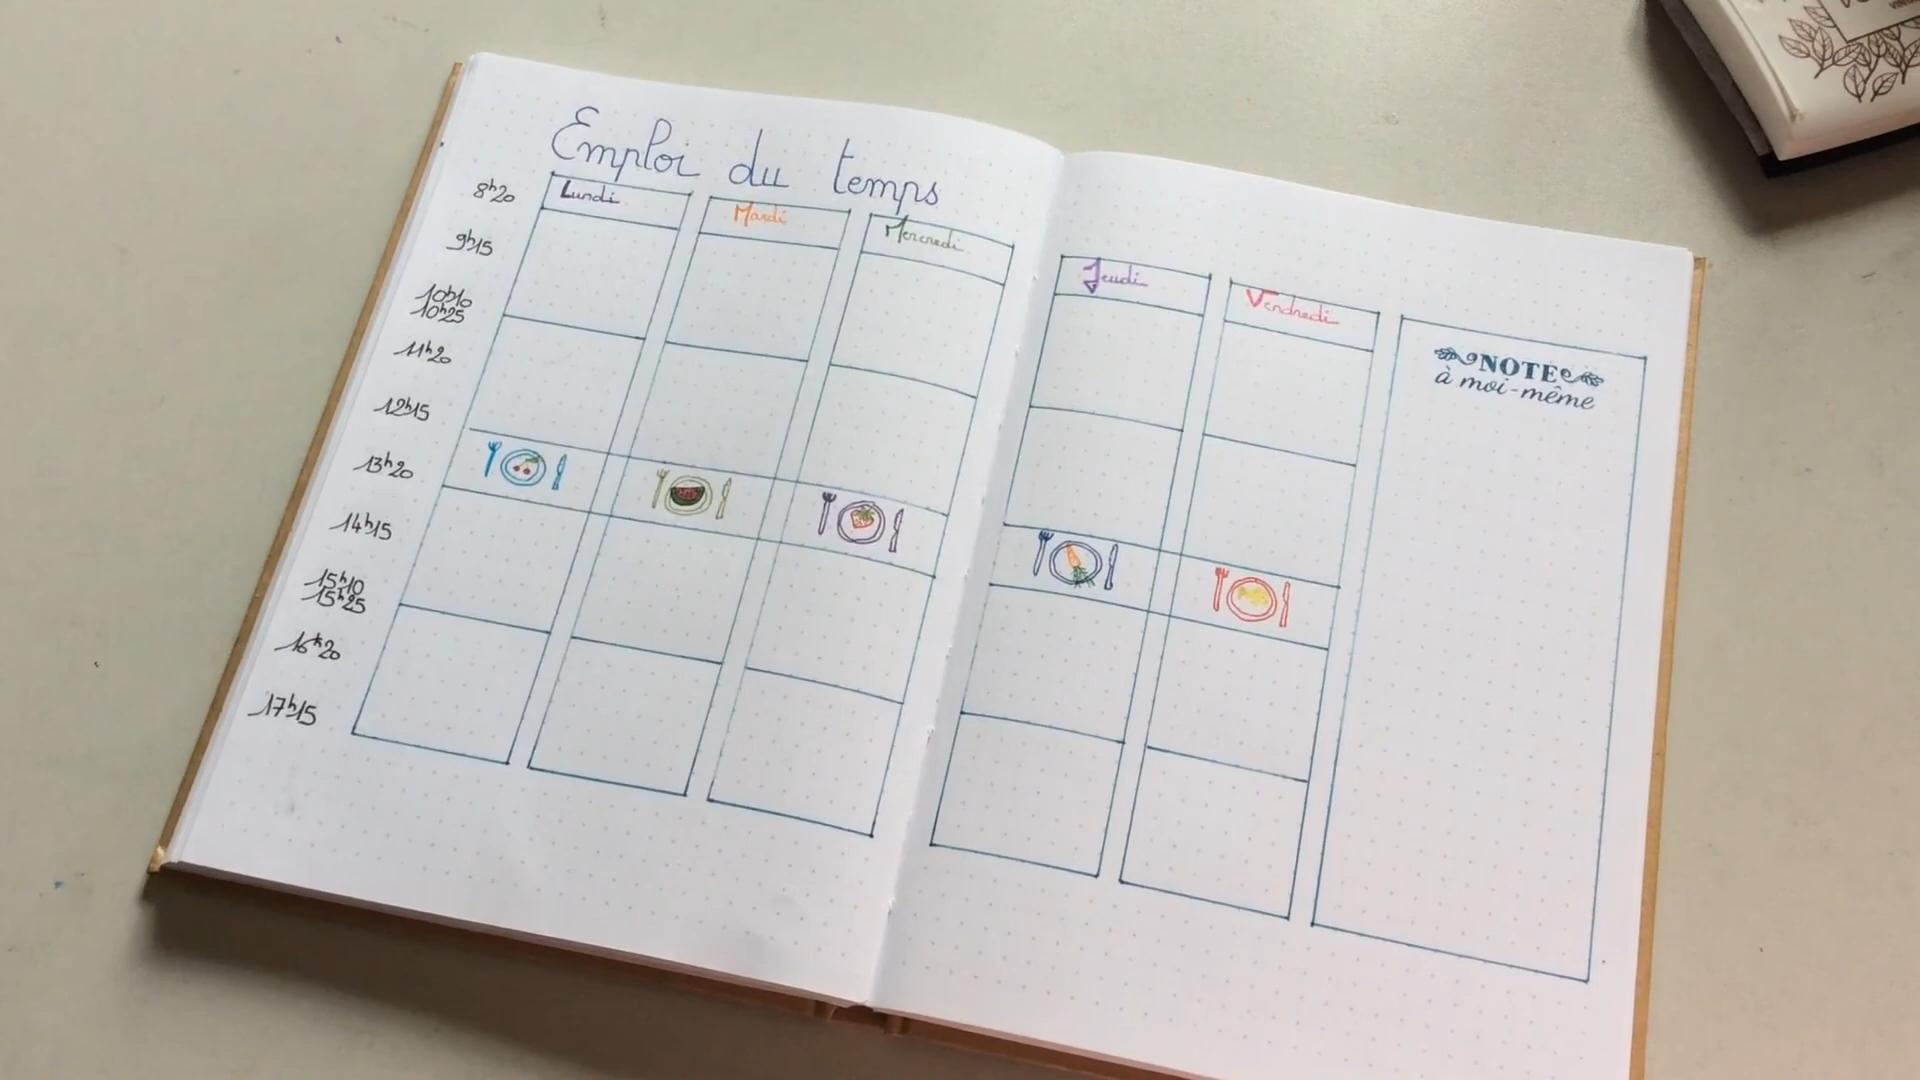 Emploi du temps
Lundi
Mardi
Mercredi
Jeudi
Vendredi
8h20
9h15
10h10
10h25
11h20
12h15
13h20
14h15
15h10
15h25
16h20
17h15
NOTE
à moi-même